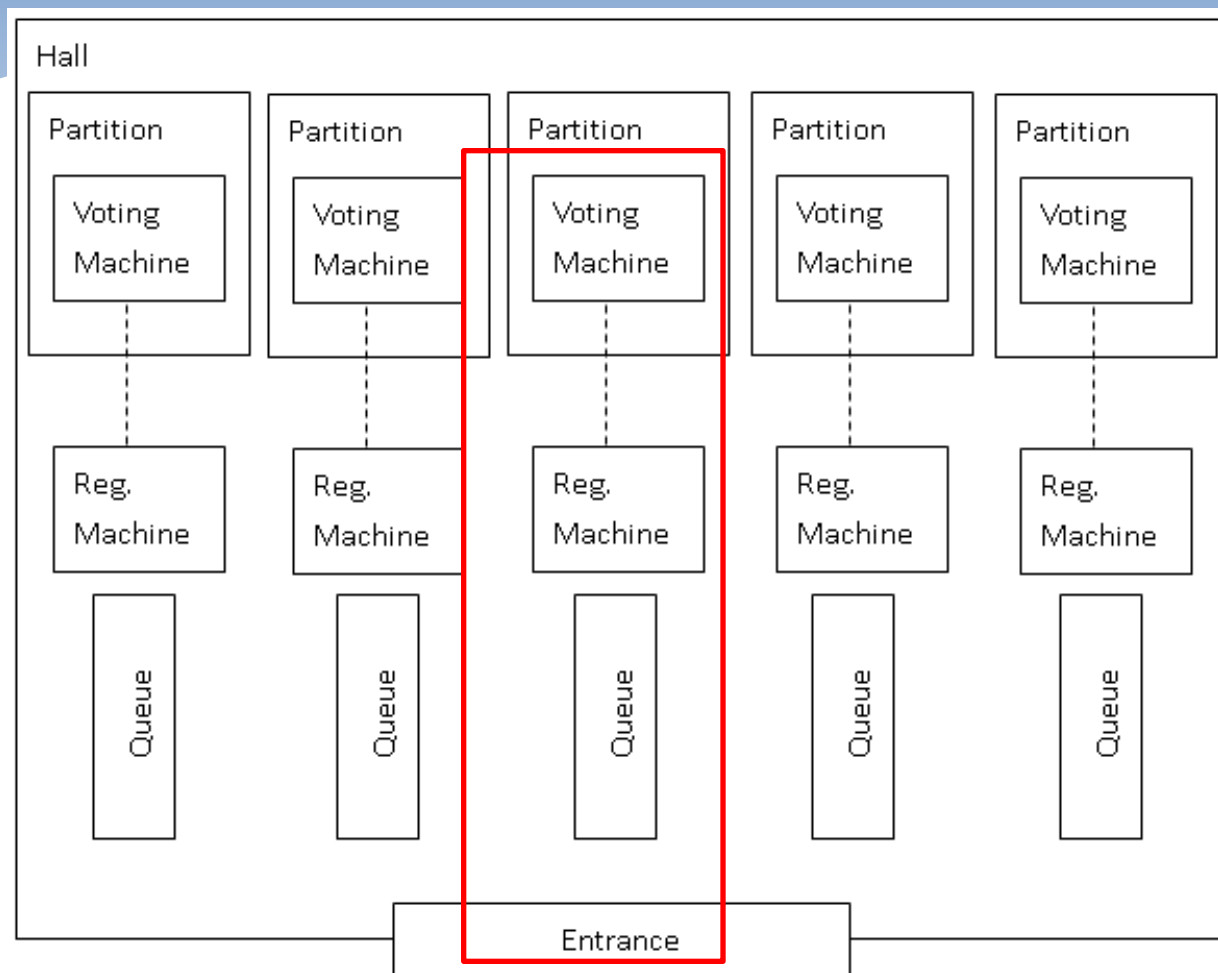 Hall
Partition
Partition
Partition
Partition
Partition
Voting
Machine
Voting
Machine
Voting
Machine
Voting
Machine
Voting
Machine
Reg.
Machine
Reg.
Machine
Reg.
Machine
Reg.
Machine
Reg.
Machine
Queue
Queue
Queue
Queue
Queue
Entrance